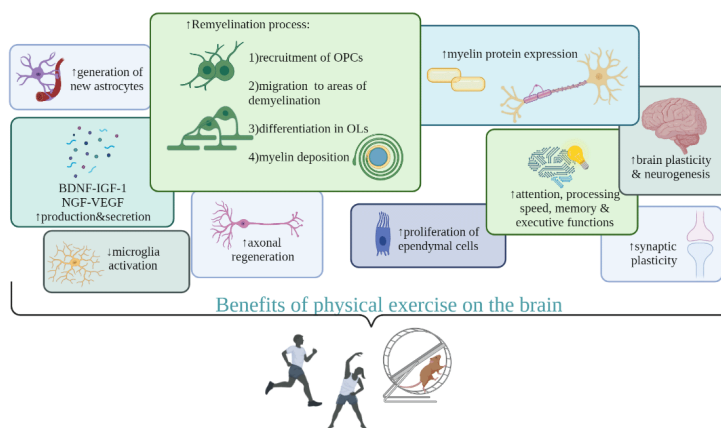 ↑Remyelination process:
1)recruitment of OPCs
2)migration to areas of
demyelination
3)differentiation in OLs
4)myelin deposition
↑generation of
new astrocytes
↑myelin protein expression
BDNF-IGF-1
NGF-VEGF
↑production&secretion
↑brain plasticity
& neurogenesis
↑attention, processing
speed, memory &
executive functions
↓microglia
activation
↑axonal
regeneration
↑proliferation of
ependymal cells
↑synaptic
plasticity
Benefits of physical exercise on the brain